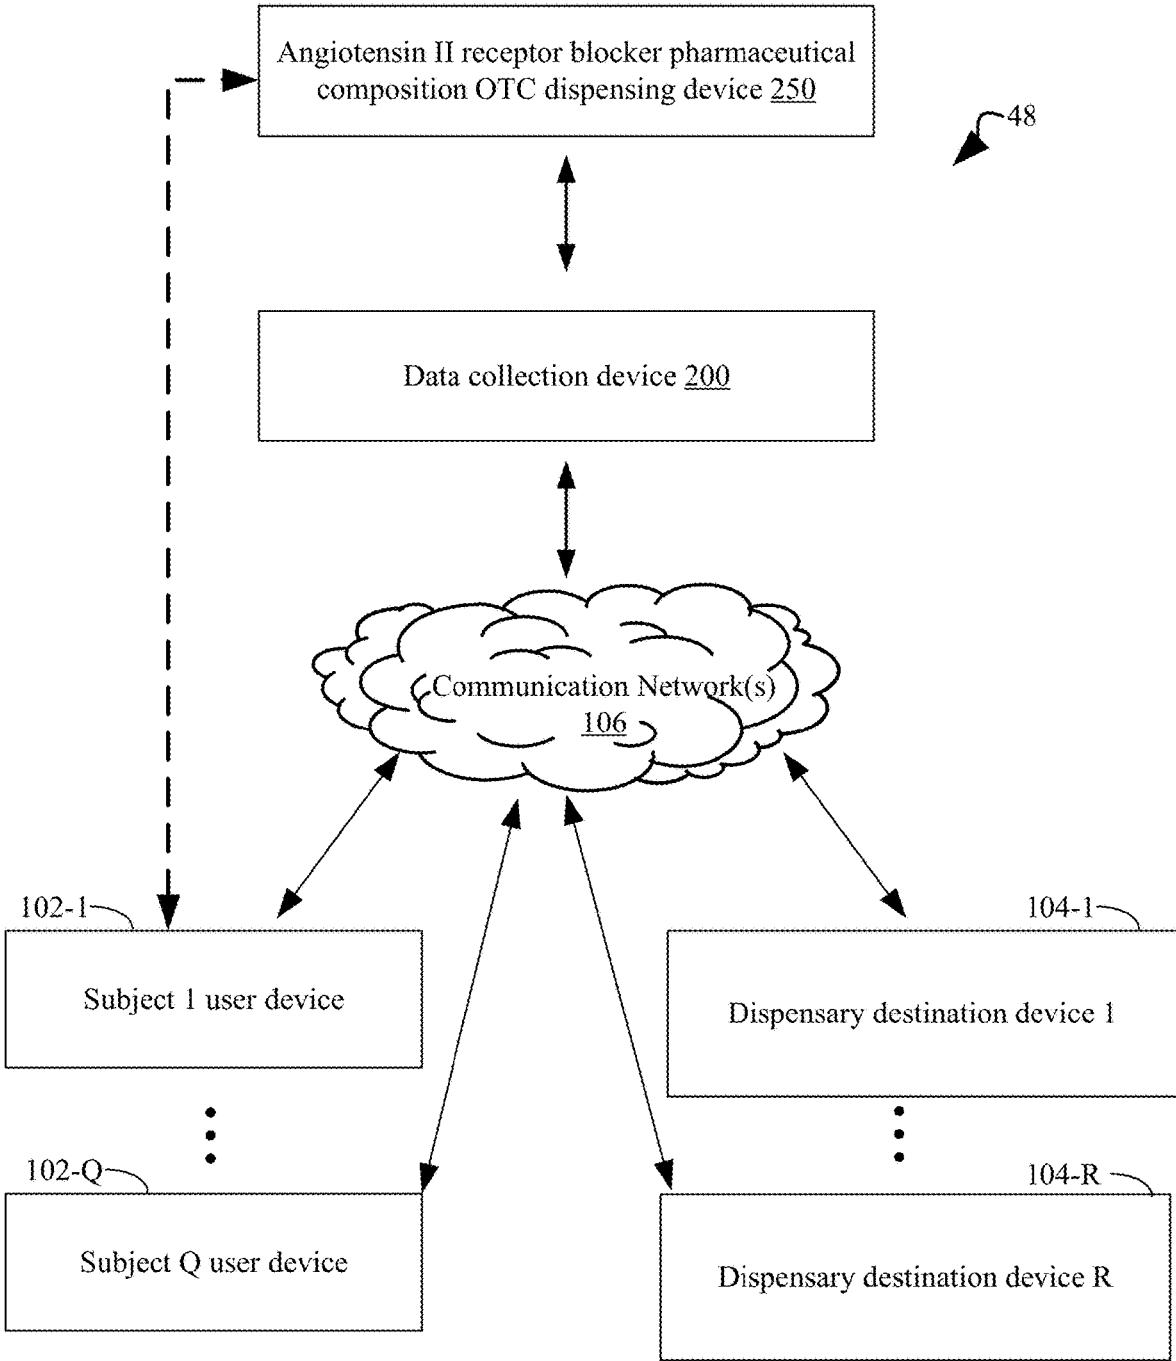 Angiotensin II receptor blocker pharmaceutical
composition OTC dispensing device 250
48
Data collection device 200
Communication Network(s)
106
102-1
104-1
Subject 1 user device
Dispensary destination device 1
102-Q
104-R
Subject Q user device
Dispensary destination device R